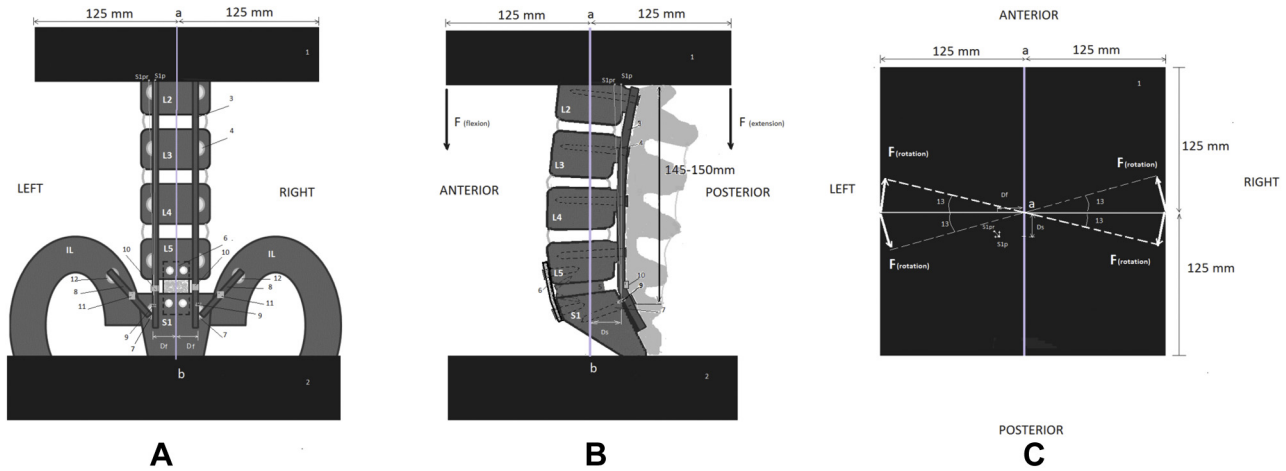 125 mm a 125 mm
1
S1pr S1p
L2
3
4
L3
LEFT RIGHT
L4
6
10 L5 10
IL IL
12 12
8 8
11 11
S1
9 9
7 7
Df Df
b
2
A
125 mm a 125 mm
1
S1pr S1p
L2
F (flexion) F (extension)
3
4
L3
145-150mm
ANTERIOR POSTERIOR
L4
L5
10
6 9
S1 7
Ds
b
2
B
ANTERIOR
125 mm a 125 mm
1
125 mm
F(rotation) F(rotation)
LEFT RIGHT
13 Df a 13
13 Ds 13
S1pr
S1p
F(rotation) F(rotation)
125 mm
POSTERIOR
C